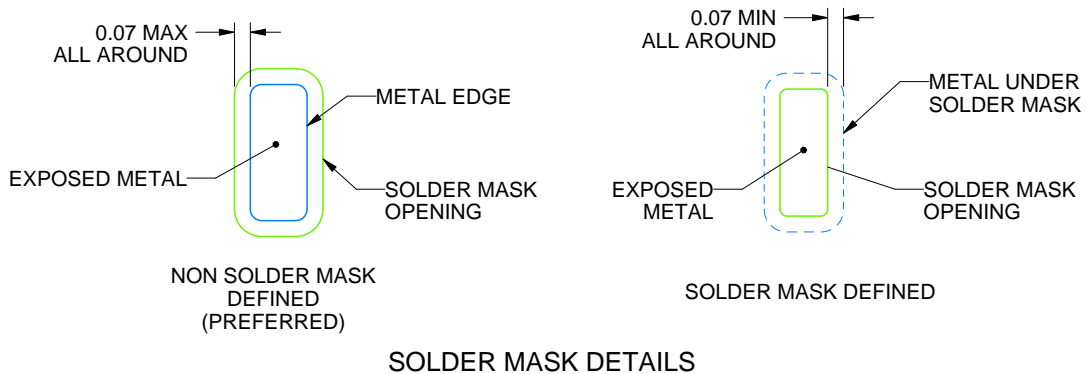 0.07 MAX
ALL AROUND
METAL EDGE
EXPOSED METAL
SOLDER MASK
OPENING
NON SOLDER MASK
DEFINED
(PREFERRED)
0.07 MIN
ALL AROUND
METAL UNDER
SOLDER MASK
EXPOSED
METAL
SOLDER MASK
OPENING
SOLDER MASK DEFINED
SOLDER MASK DETAILS